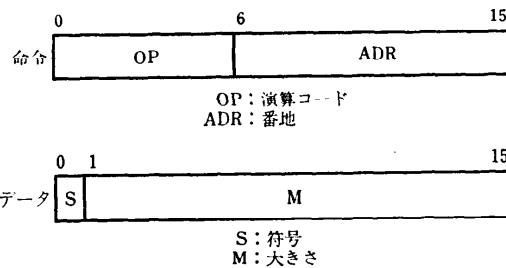 0 6 15
命令 OP ADR
OP：演算コード
ADR：番地
0 1 15
データ S M
S：符号
M：大きさ